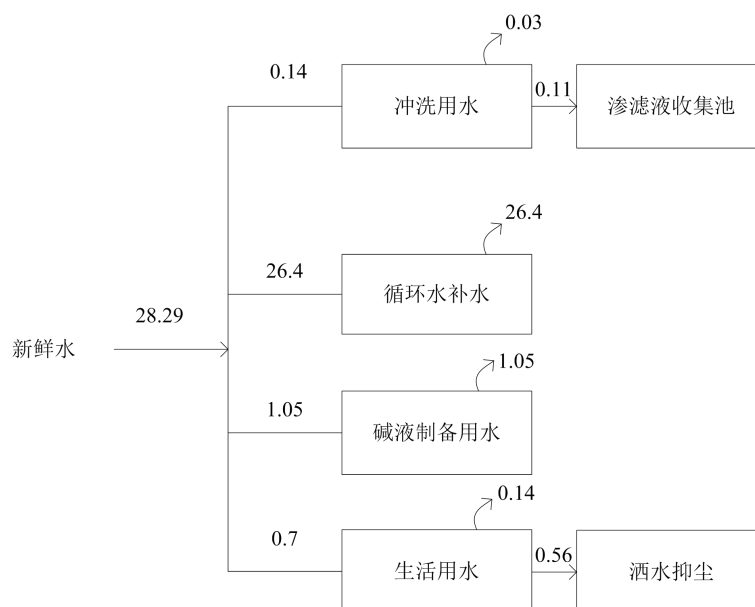 0.03
0.14
冲洗用水
0.11
渗滤液收集池
26.4
26.4
循环水补水
28.29
新鲜水
1.05
1.05
碱液制备用水
0.14
0.7
生活用水
0.56
洒水抑尘